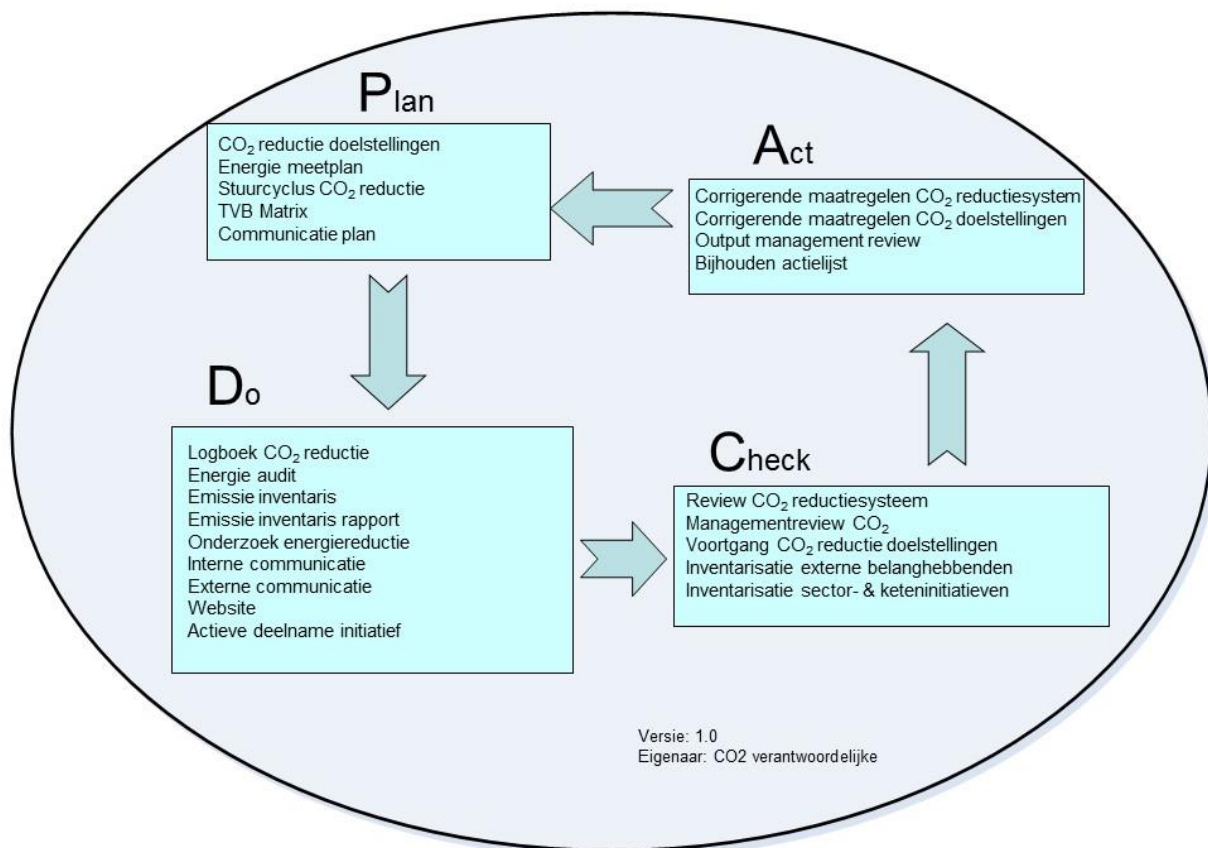 Plan
CO₂ reductie doelstellingen
Energie meetplan
Stuurcyclus CO₂ reductie
TVB Matrix
Communicatie plan
Act
Corrigerende maatregelen CO₂ reductiesystem
Corrigerende maatregelen CO₂ doelstellingen
Output management review
Bijhouden actielijst
Do
Logboek CO₂ reductie
Energie audit
Emissie inventaris
Emissie inventaris rapport
Onderzoek energiereductie
Interne communicatie
Externe communicatie
Website
Actieve deelname initiatief
Check
Review CO₂ reductiesysteem
Managementreview CO₂
Voortgang CO₂ reductie doelstellingen
Inventarisatie externe belanghebbenden
Inventarisatie sector- & keteninitiatieven
Versie: 1.0
Eigenaar: CO2 verantwoordelijke